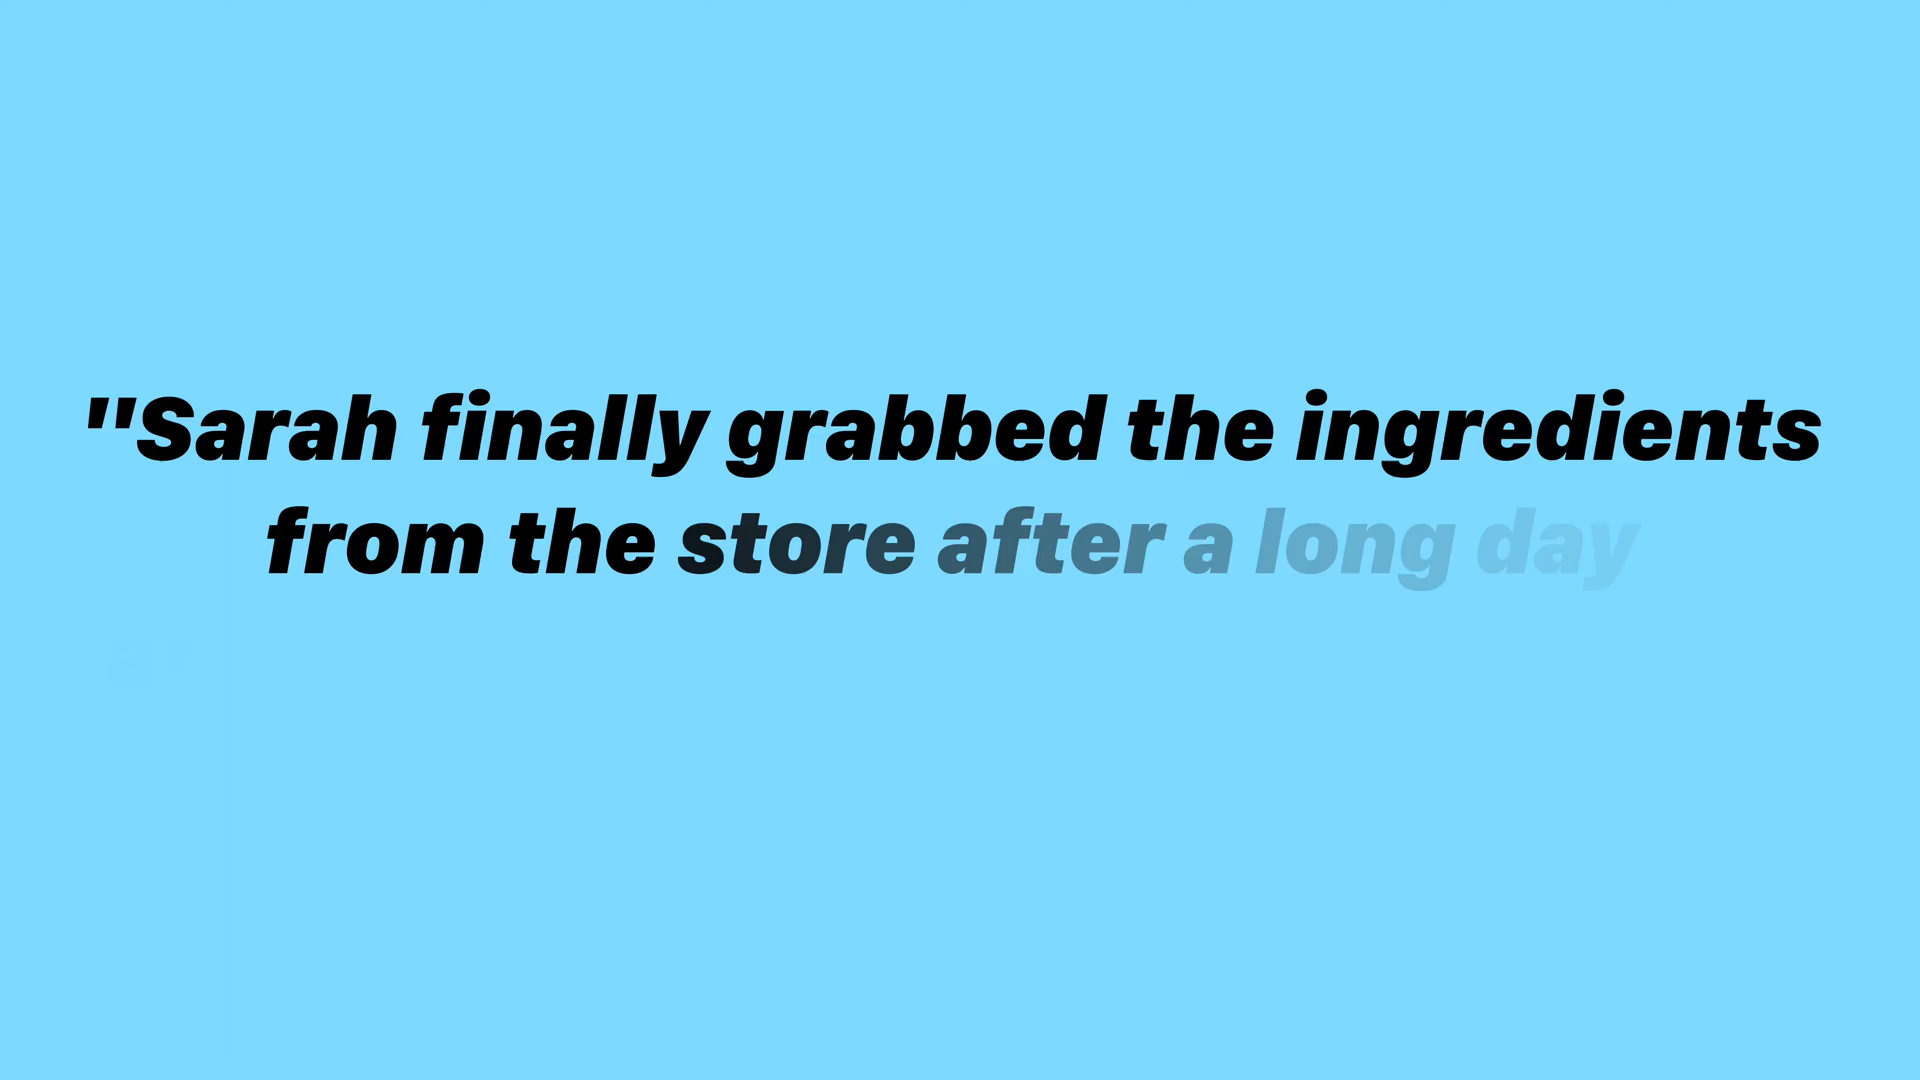 "Sarah finally grabbed the ingredients
from the store after a long day